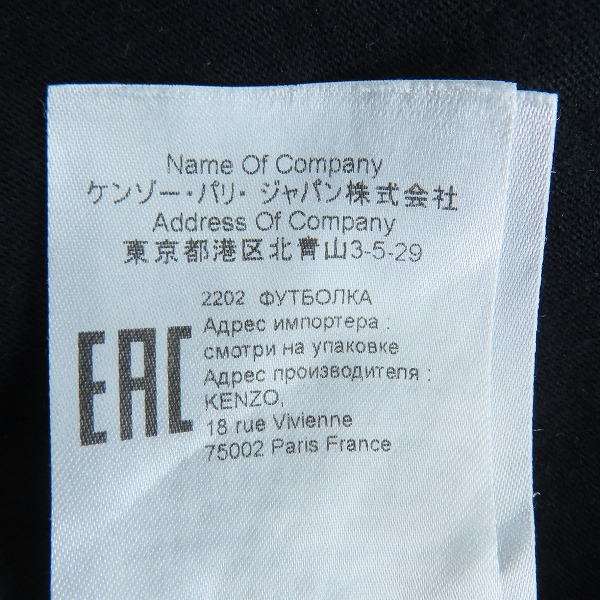 Name Of Company
ケンゾー・パリ・ジャパン株式会社
Address Of Company
東京都港区北青山3-5-29
2202 ФУТБОЛКА
Адрес импортера :
смотри на упаковке
Адрес производителя :
KENZO,
18 rue Vivienne
75002 Paris France
EAC